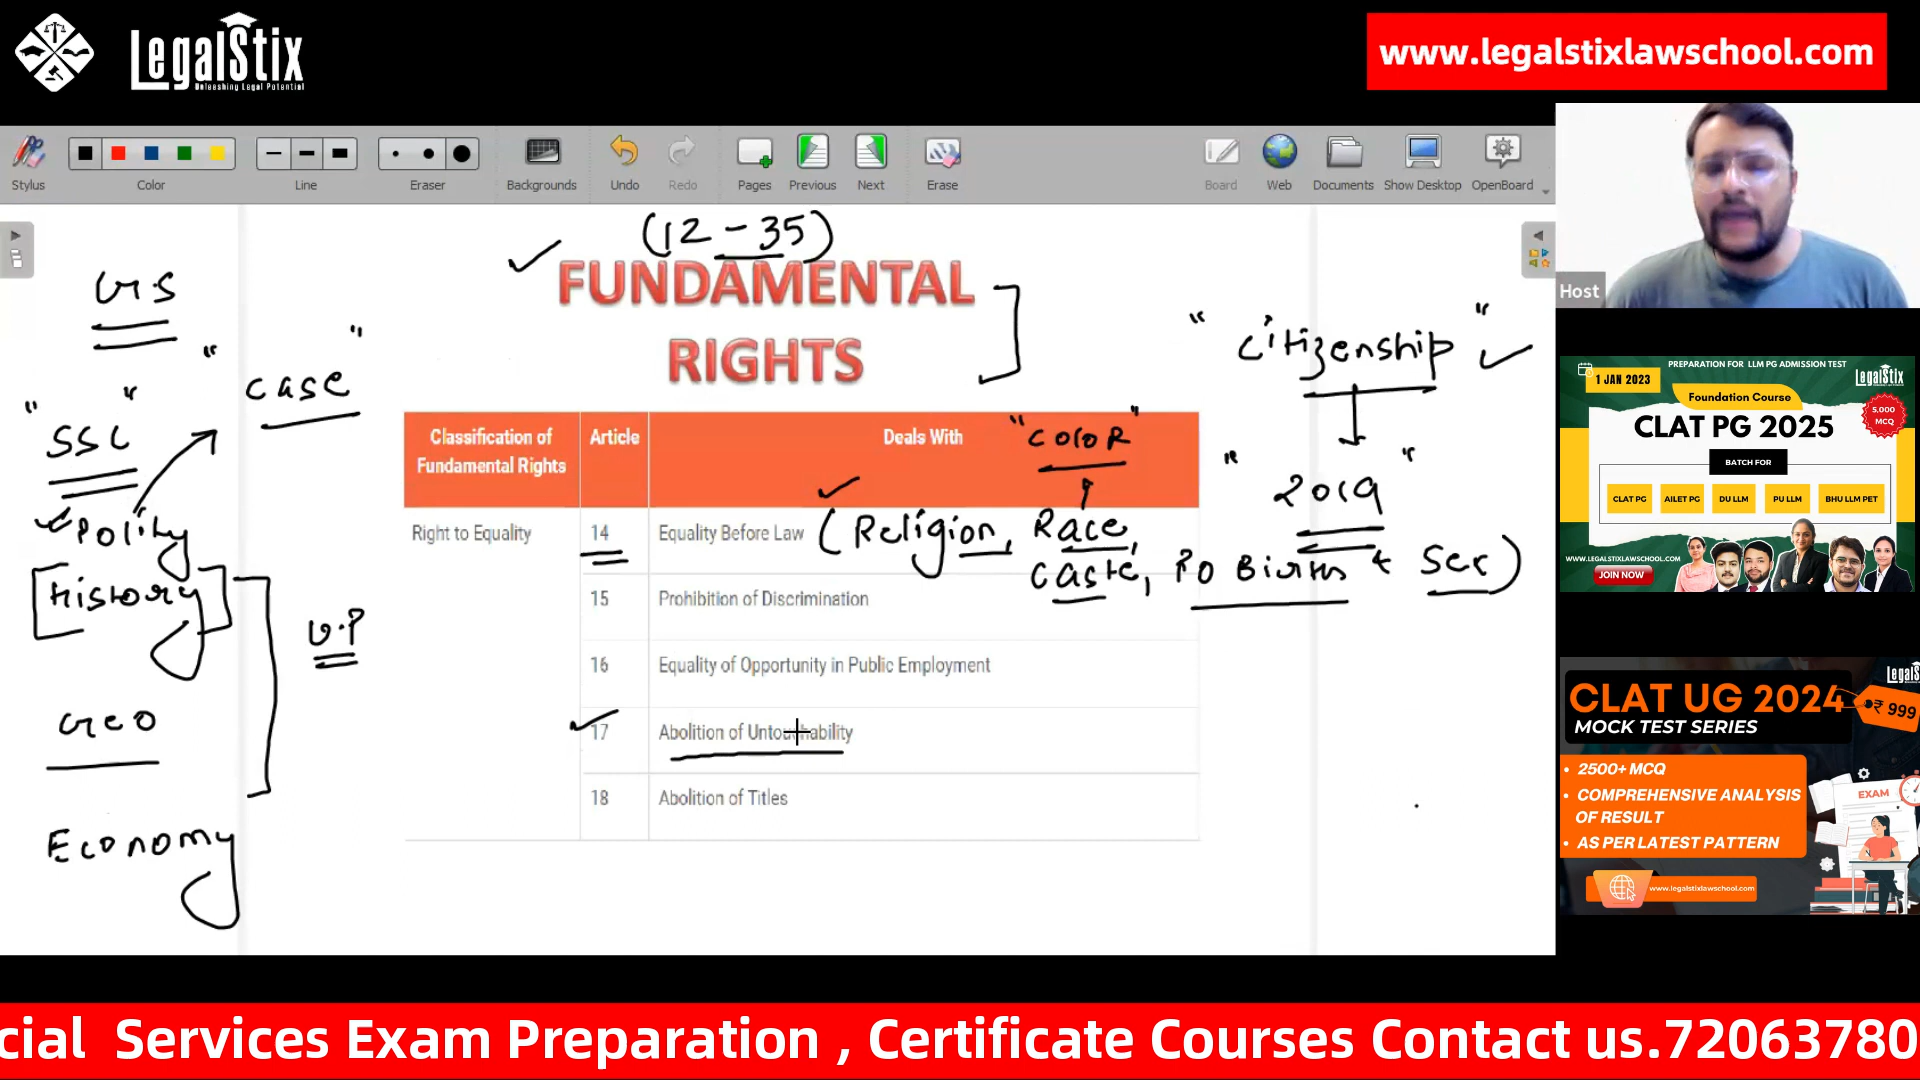 LegalStix
Unleashing Legal Potential
www.legalstixlawschool.com
Stylus
Color
Line
Eraser
Backgrounds
Undo
Redo
Pages
Previous
Next
Erase
Board
Web
Documents
Show Desktop
OpenBoard
Host
(12 - 35)
FUNDAMENTAL
RIGHTS
GS
" case "
" SSC "
Polity
[History]
Geo
Economy
U.P
" Citizenship "
" 2019 "
Classification of
Fundamental Rights
Article
Deals With
" COLOR "
Right to Equality
14
Equality Before Law
(Religion, Race,
Caste, PO Birth & Sex)
15
Prohibition of Discrimination
16
Equality of Opportunity in Public Employment
17
Abolition of Untouchability
18
Abolition of Titles
PREPARATION FOR LLM PG ADMISSION TEST
1 JAN 2023
LegalStix
Foundation Course
5,000
MCQ
CLAT PG 2025
BATCH FOR
CLAT PG
AILET PG
DU LLM
PU LLM
BHU LLM PET
WWW.LEGALSTIXLAWSCHOOL.COM
JOIN NOW
LegalS
CLAT UG 2024
₹ 999
MOCK TEST SERIES
• 2500+ MCQ
• COMPREHENSIVE ANALYSIS
OF RESULT
• AS PER LATEST PATTERN
EXAM
www.legalstixlawschool.com
cial Services Exam Preparation , Certificate Courses Contact us.72063780